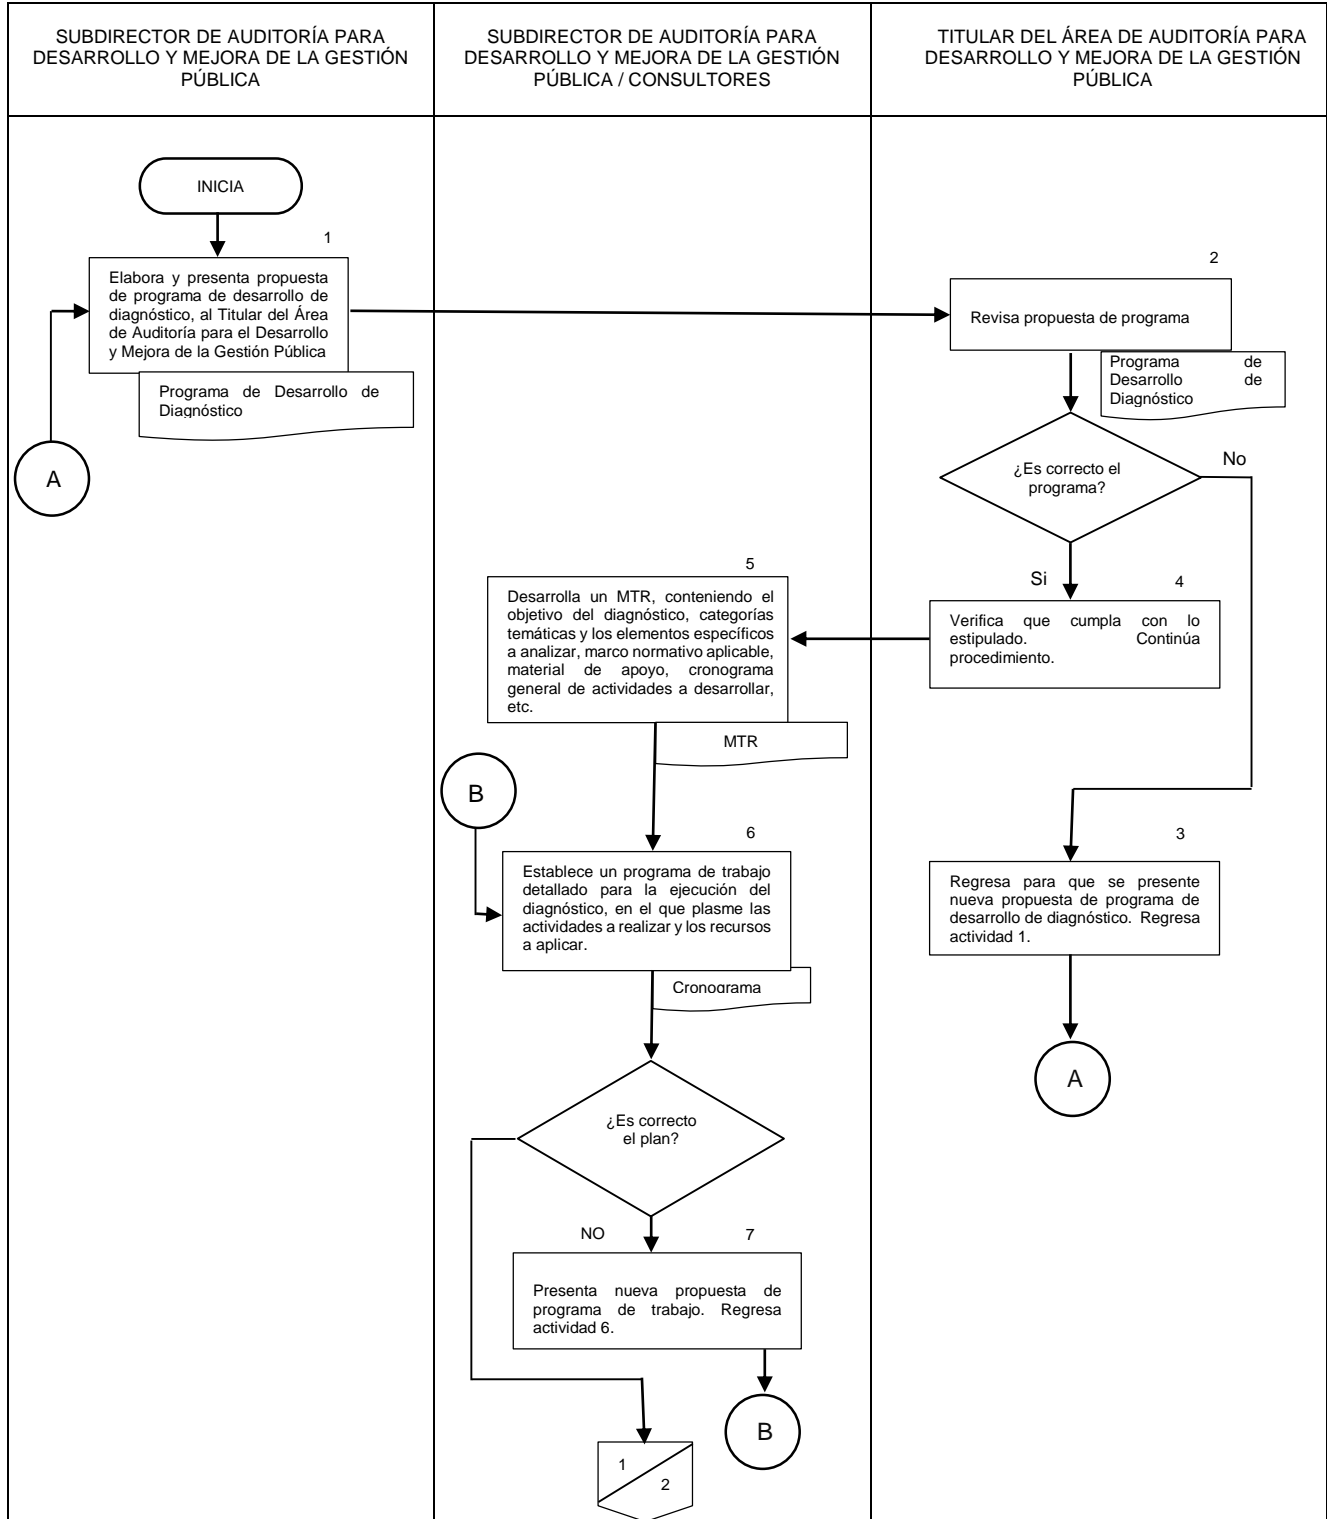 SUBDIRECTOR DE AUDITORÍA PARA
DESARROLLO Y MEJORA DE LA GESTIÓN
PÚBLICA
SUBDIRECTOR DE AUDITORÍA PARA
DESARROLLO Y MEJORA DE LA GESTIÓN
PÚBLICA / CONSULTORES
TITULAR DEL ÁREA DE AUDITORÍA PARA
DESARROLLO Y MEJORA DE LA GESTIÓN
PÚBLICA
INICIA
1
Elabora y presenta propuesta
de programa de desarrollo de
diagnóstico, al Titular del Área
de Auditoría para el Desarrollo
y Mejora de la Gestión Pública
Programa de Desarrollo de
Diagnóstico
A
2
Revisa propuesta de programa
Programa de
Desarrollo de
Diagnóstico
¿Es correcto el
programa?
No
Si
4
Verifica que cumpla con lo
estipulado. Continúa
procedimiento.
5
Desarrolla un MTR, conteniendo el
objetivo del diagnóstico, categorías
temáticas y los elementos específicos
a analizar, marco normativo aplicable,
material de apoyo, cronograma
general de actividades a desarrollar,
etc.
MTR
B
6
Establece un programa de trabajo
detallado para la ejecución del
diagnóstico, en el que plasme las
actividades a realizar y los recursos
a aplicar.
Cronograma
3
Regresa para que se presente
nueva propuesta de programa de
desarrollo de diagnóstico. Regresa
actividad 1.
A
¿Es correcto
el plan?
NO
7
Presenta nueva propuesta de
programa de trabajo. Regresa
actividad 6.
B
1
2